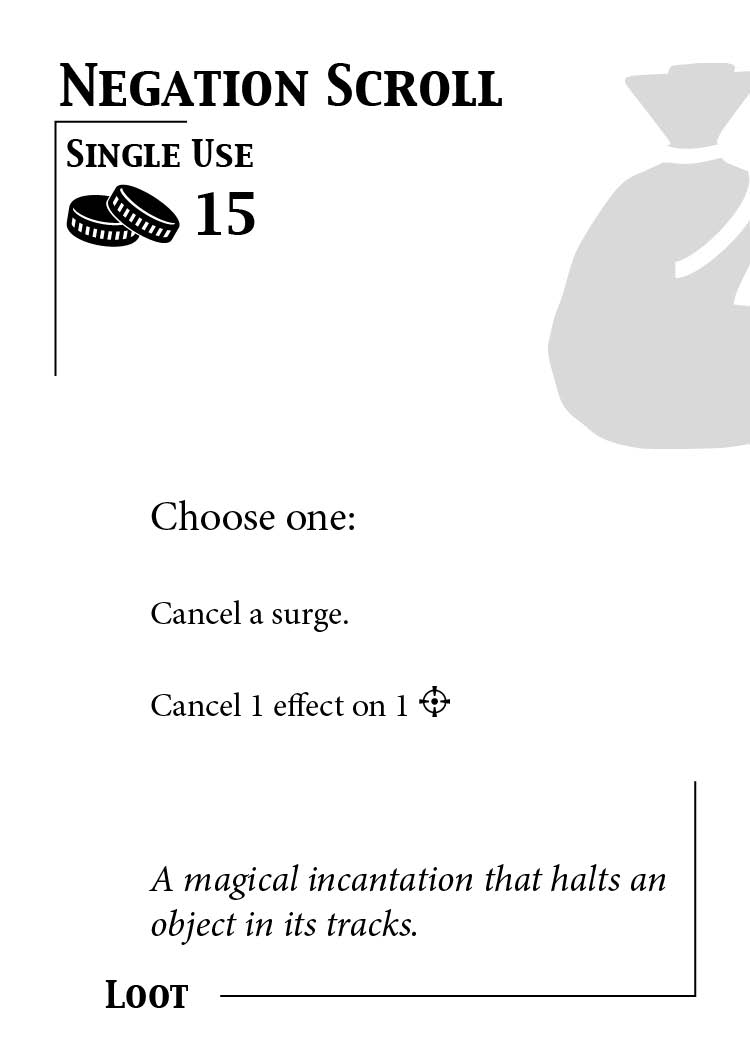 Negation Scroll
Single Use
15
Choose one:
Cancel a surge.
Cancel 1 effect on 1
A magical incantation that halts an
object in its tracks.
Loot